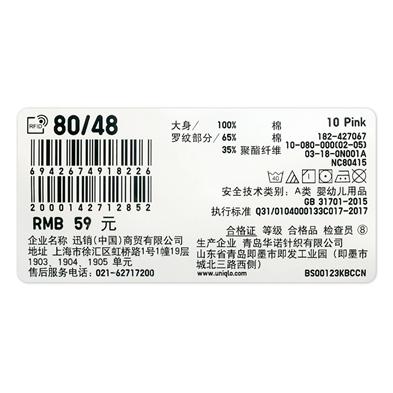 RFID
80/48
大身/ 100% 棉
罗纹部分/ 65% 棉
35% 聚酯纤维
10 Pink
182-427067
10-080-000(02-05)
03-18-0N001A
NC80415
40
6942684126226
2000147128512
安全技术类别: A类 婴幼儿用品
GB 31701-2015
执行标准 Q31/0104000133C017-2017
RMB 59 元
企业名称 迅销(中国)商贸有限公司
地址 上海市徐汇区虹桥路1号1幢19层
1903, 1904, 1905 单元
售后服务电话: 021-62717200
合格证 等级 合格品 检查员 ⑧
生产企业 青岛华诺针织有限公司
山东省青岛即墨市即发工业园 (即墨市
城北三路西侧)
www.uniqlo.com
BS00123KBCCN